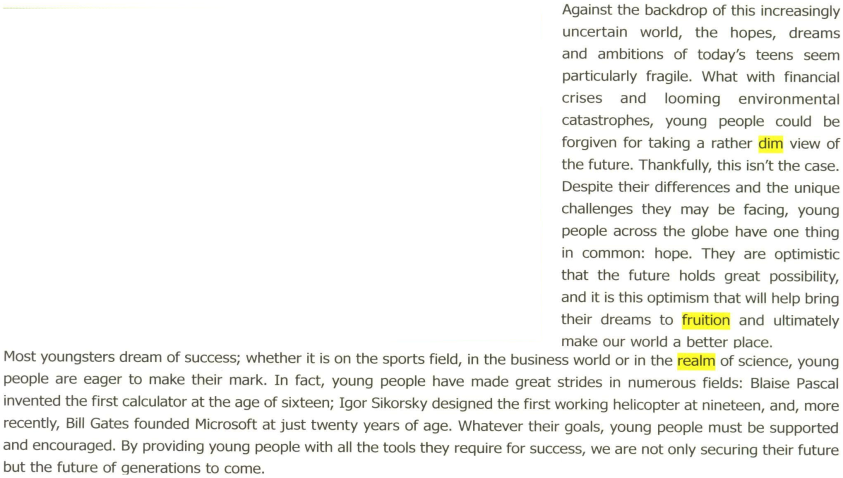 Against the backdrop of this increasingly
uncertain world, the hopes, dreams
and ambitions of today's teens seem
particularly fragile. What with financial
crises and looming environmental
catastrophes, young people could be
forgiven for taking a rather dim view of
the future. Thankfully, this isn't the case.
Despite their differences and the unique
challenges they may be facing, young
people across the globe have one thing
in common: hope. They are optimistic
that the future holds great possibility,
and it is this optimism that will help bring
their dreams to fruition and ultimately
make our world a better place.
Most youngsters dream of success; whether it is on the sports field, in the business world or in the realm of science, young
people are eager to make their mark. In fact, young people have made great strides in numerous fields: Blaise Pascal
invented the first calculator at the age of sixteen; Igor Sikorsky designed the first working helicopter at nineteen, and, more
recently, Bill Gates founded Microsoft at just twenty years of age. Whatever their goals, young people must be supported
and encouraged. By providing young people with all the tools they require for success, we are not only securing their future
but the future of generations to come.